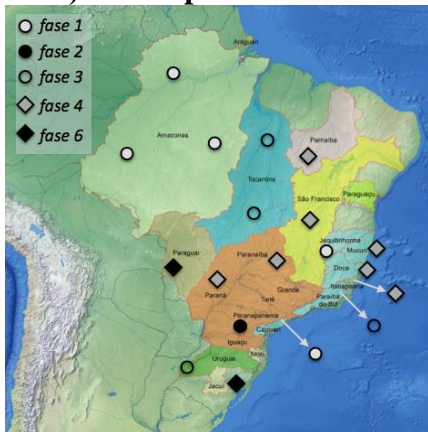 fase 1
fase 2
fase 3
fase 4
fase 6
Araguari
Amazonas
Parnaíba
Tocantins
São Francisco
Paraguaçu
Jequitinhonha
Mucuri
Paraguai
Paranaíba
Doce
Itabapoana
Grande
Paraíba
do Sul
Paraná
Tietê
Paranapanema
Capivari
Iguaçu
Itajaí
Uruguai
Jacuí